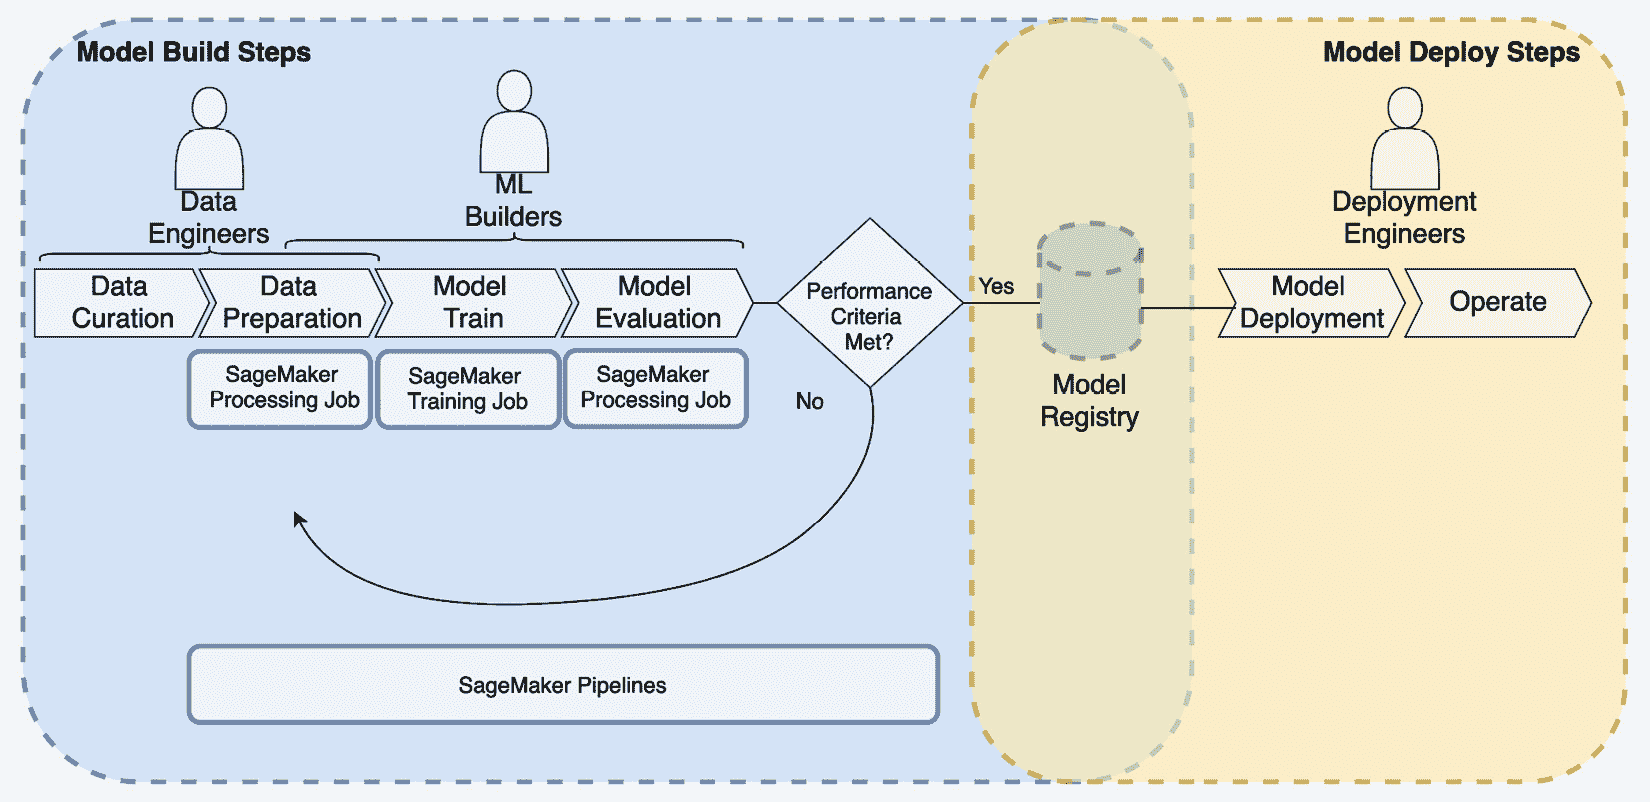 Model Build Steps
Model Deploy Steps
Data
Engineers
ML
Builders
Deployment
Engineers
Data
Curation
Data
Preparation
Model
Train
Model
Evaluation
Performance
Criteria
Met?
Yes
No
Model
Registry
Model
Deployment
Operate
SageMaker
Processing Job
SageMaker
Training Job
SageMaker
Processing Job
SageMaker Pipelines